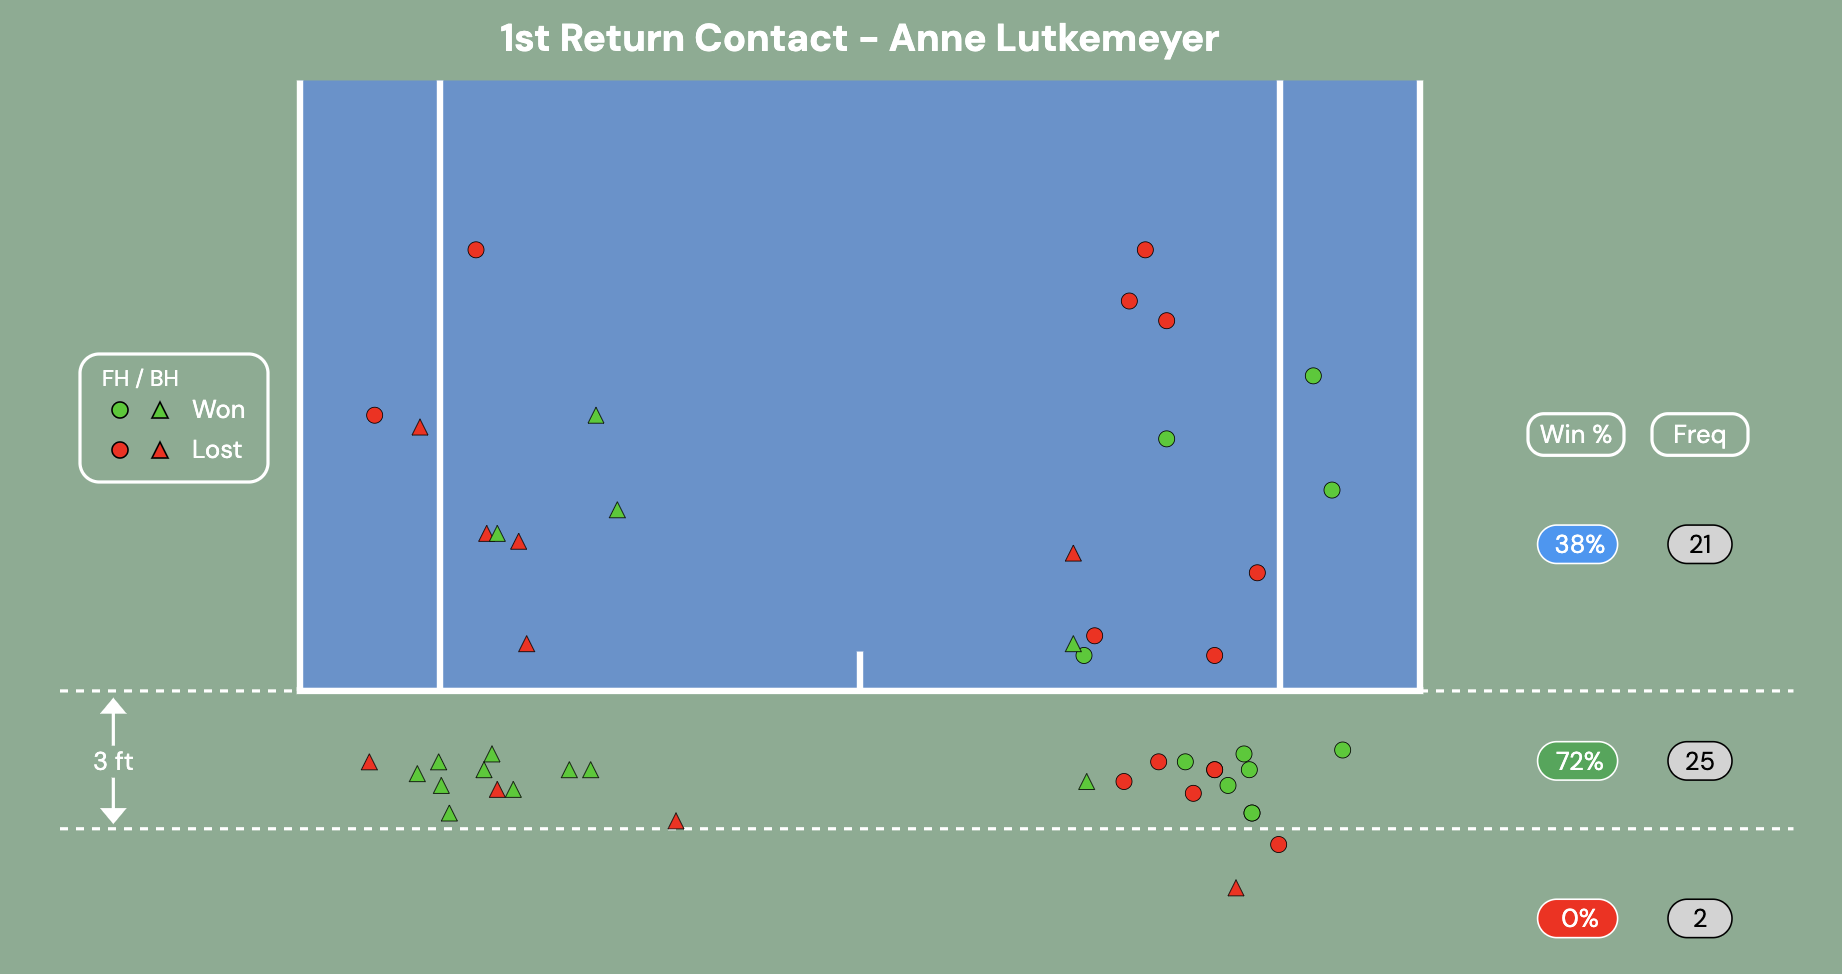 1st Return Contact – Anne Lutkemeyer
FH / BH
Won
Lost
Win %
Freq
38%
21
3 ft
72%
25
0%
2